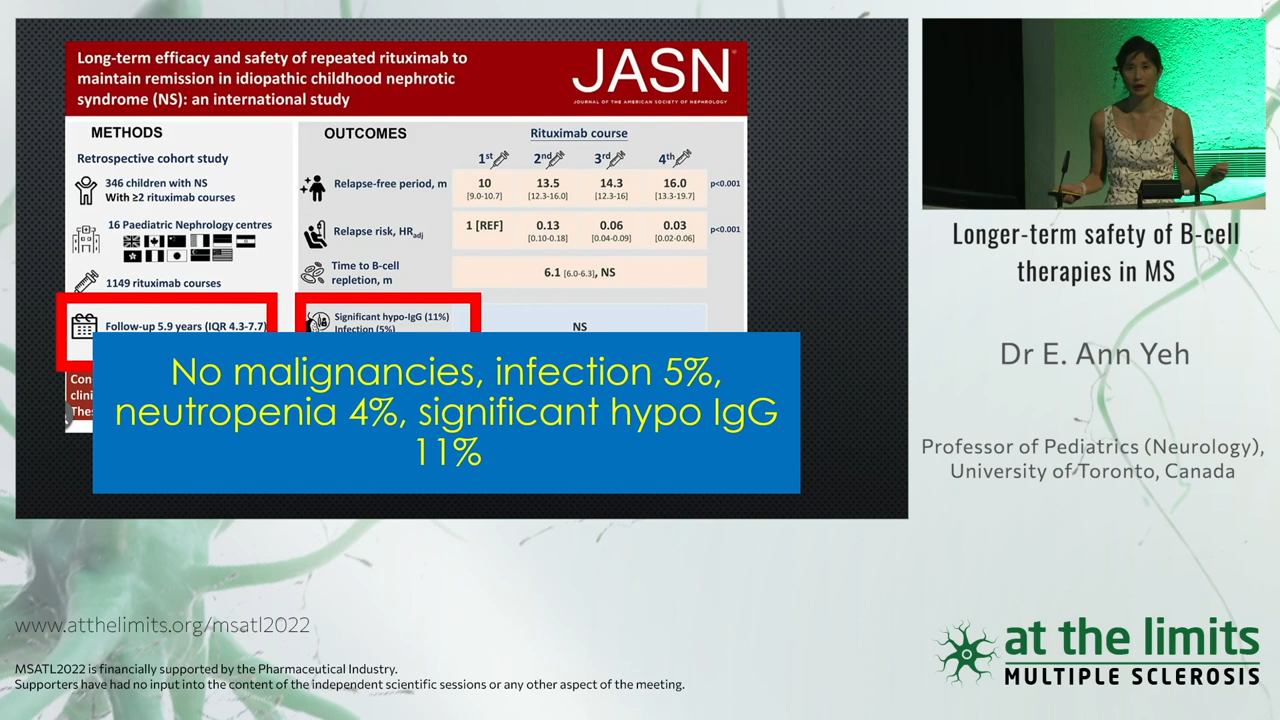 Long-term efficacy and safety of repeated rituximab to
maintain remission in idiopathic childhood nephrotic
syndrome (NS): an international study
JASN
JOURNAL OF THE AMERICAN SOCIETY OF NEPHROLOGY
METHODS
Retrospective cohort study
346 children with NS
With ≥2 rituximab courses
16 Paediatric Nephrology centres
1149 rituximab courses
Follow-up 5.9 years (IQR 4.3-7.7)
OUTCOMES
Rituximab course
1st 2nd 3rd 4th
Relapse-free period, m 10 13.5 14.3 16.0 p<0.001
[9.0-10.7] [12.3-16.0] [12.3-16] [13.3-19.7]
Relapse risk, HRadj 1 [REF] 0.13 0.06 0.03 p<0.001
[0.10-0.18] [0.04-0.09] [0.02-0.06]
Time to B-cell
repletion, m 6.1 [6.0-6.3], NS
Significant hypo-IgG (11%)
Infection (5%)
NS
Con
clini
Thes
No malignancies, infection 5%,
neutropenia 4%, significant hypo IgG
11%
Longer-term safety of B-cell
therapies in MS
Dr E. Ann Yeh
Professor of Pediatrics (Neurology),
University of Toronto, Canada
www.atthelimits.org/msatl2022
MSATL2022 is financially supported by the Pharmaceutical Industry.
Supporters have had no input into the content of the independent scientific sessions or any other aspect of the meeting.
at the limits
MULTIPLE SCLEROSIS